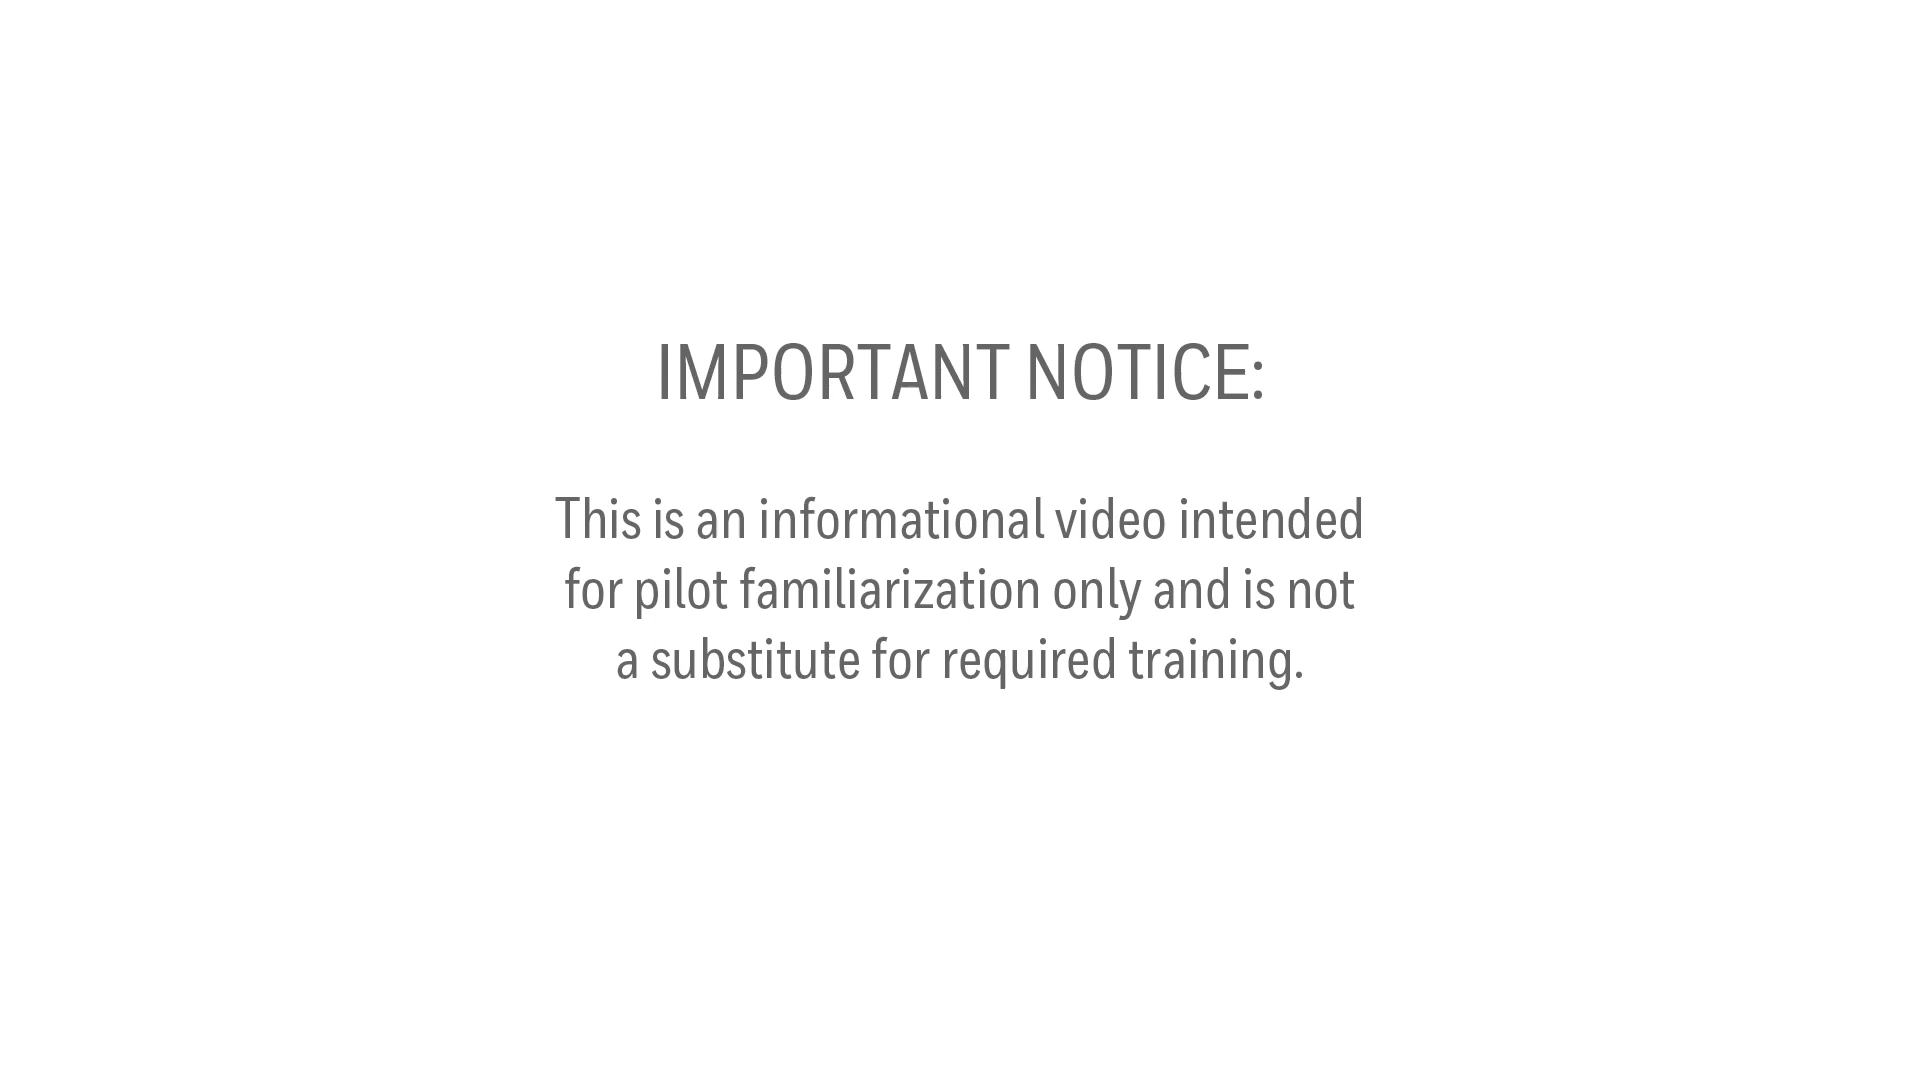 IMPORTANT NOTICE:
This is an informational video intended
for pilot familiarization only and is not
a substitute for required training.